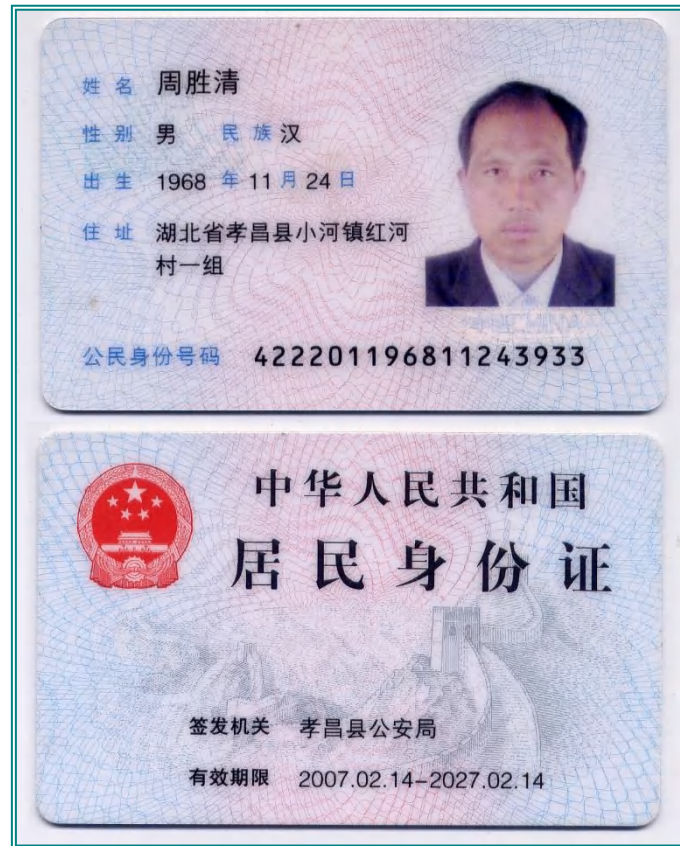 姓名 周胜清
性别 男 民族 汉
出生 1968 年 11 月 24 日
住址 湖北省孝昌县小河镇红河
村一组
公民身份号码 422201196811243933
中华人民共和国
居民身份证
签发机关 孝昌县公安局
有效期限 2007.02.14-2027.02.14